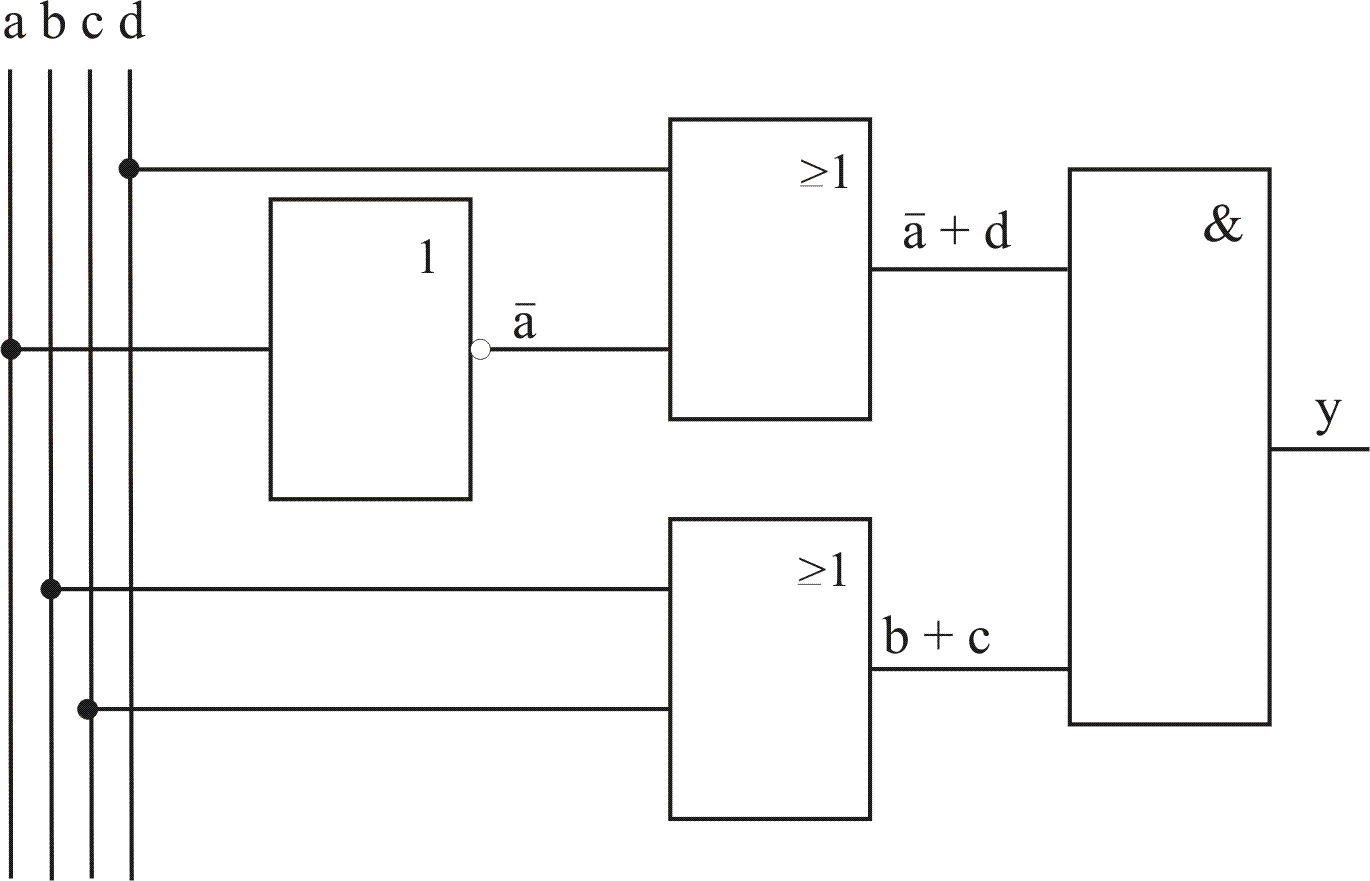 a b c d
≥1
&
1
ā + d
ā
y
≥1
b + c